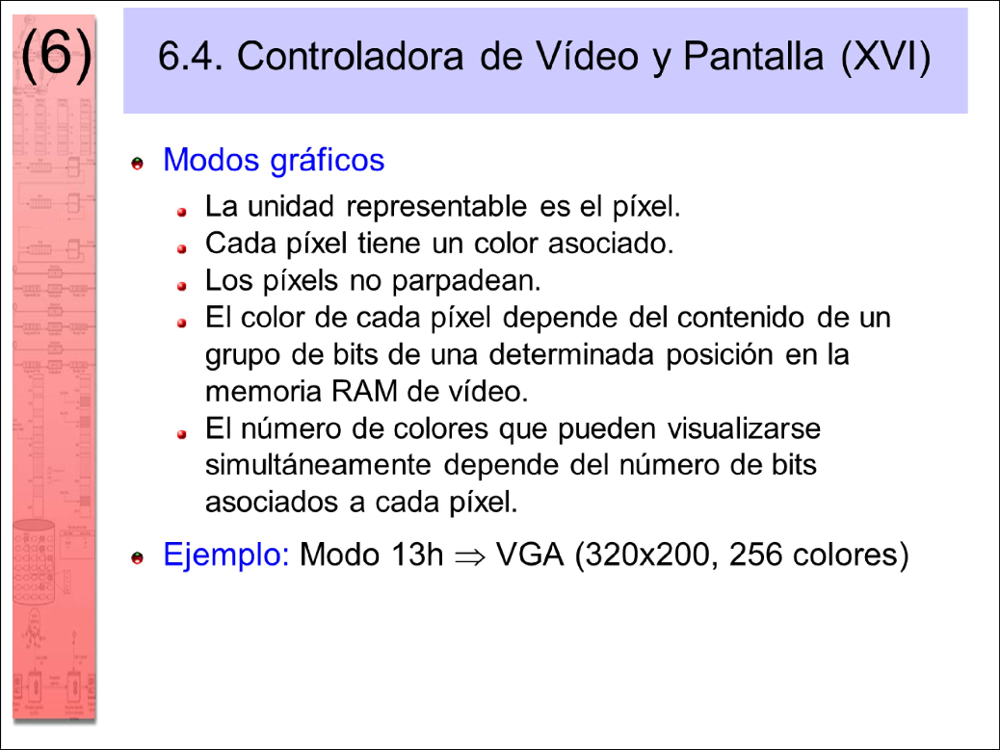 (6)
6.4. Controladora de Vídeo y Pantalla (XVI)
Modos gráficos
La unidad representable es el píxel.
Cada píxel tiene un color asociado.
Los píxels no parpadean.
El color de cada píxel depende del contenido de un
grupo de bits de una determinada posición en la
memoria RAM de vídeo.
El número de colores que pueden visualizarse
simultáneamente depende del número de bits
asociados a cada píxel.
Ejemplo: Modo 13h ⇒ VGA (320x200, 256 colores)